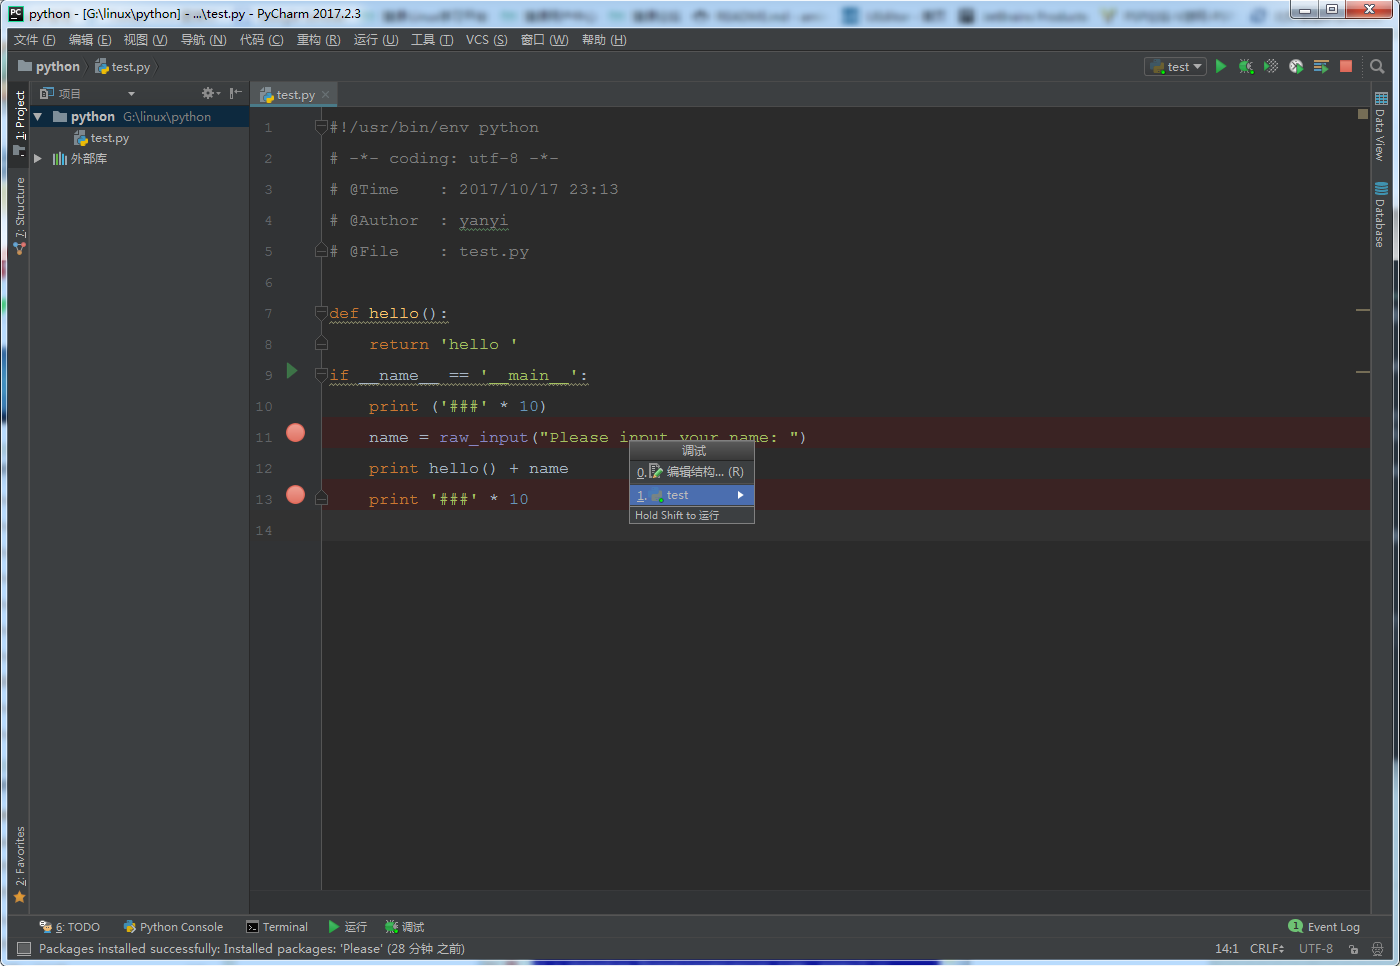 python - [G:\linux\python] - ...\test.py - PyCharm 2017.2.3
文件 (F) 编辑 (E) 视图 (V) 导航 (N) 代码 (C) 重构 (R) 运行 (U) 工具 (T) VCS (S) 窗口 (W) 帮助 (H)
python test.py test
项目
test.py
1: Project
7: Structure
2: Favorites
python G:\linux\python
test.py
外部库
1 #!/usr/bin/env python
2 # -*- coding: utf-8 -*-
3 # @Time    : 2017/10/17 23:13
4 # @Author  : yanyi
5 # @File    : test.py
6
7 def hello():
8     return 'hello '
9 if __name__ == '__main__':
10     print ('###' * 10)
11     name = raw_input("Please input your name: ")
12     print hello() + name
13     print '###' * 10
14
调试
0. 编辑结构... (R)
1. test
Hold Shift to 运行
Data View
Database
6: TODO Python Console Terminal 运行 调试 1 Event Log
Packages installed successfully: Installed packages: 'Please' (28 分钟 之前) 14:1 CRLF UTF-8